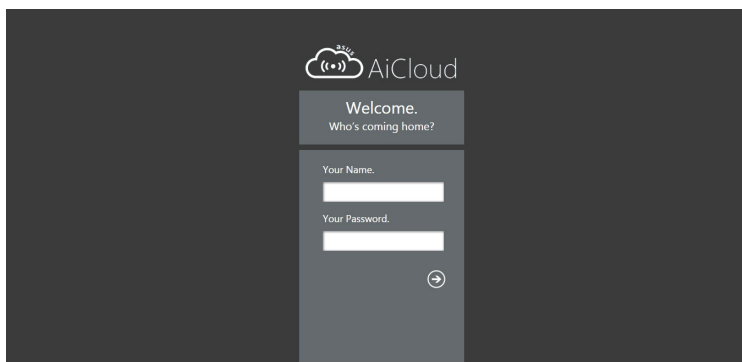 asus
AiCloud
Welcome.
Who's coming home?
Your Name.
Your Password.